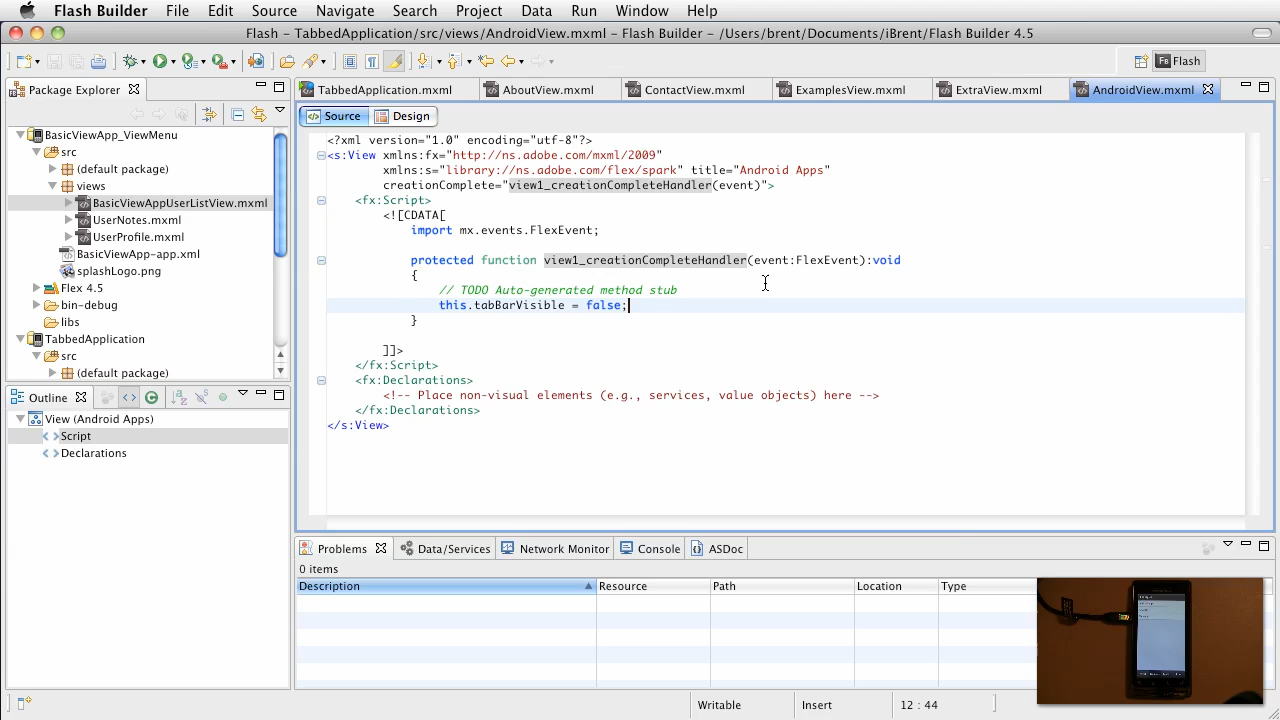 Flash Builder File Edit Source Navigate Search Project Data Run Window Help
Flash - TabbedApplication/src/views/AndroidView.mxml - Flash Builder - /Users/brent/Documents/iBrent/Flash Builder 4.5
Fb Flash
Package Explorer
TabbedApplication.mxml AboutView.mxml ContactView.mxml ExamplesView.mxml ExtraView.mxml AndroidView.mxml
Source Design
BasicViewApp_ViewMenu
src
(default package)
views
BasicViewAppUserListView.mxml
UserNotes.mxml
UserProfile.mxml
BasicViewApp-app.xml
splashLogo.png
Flex 4.5
bin-debug
libs
TabbedApplication
src
(default package)
<?xml version="1.0" encoding="utf-8"?>
<s:View xmlns:fx="http://ns.adobe.com/mxml/2009"
xmlns:s="library://ns.adobe.com/flex/spark" title="Android Apps"
creationComplete="view1_creationCompleteHandler(event)">
<fx:Script>
<![CDATA[
import mx.events.FlexEvent;
protected function view1_creationCompleteHandler(event:FlexEvent):void
{
// TODO Auto-generated method stub
this.tabBarVisible = false;
}
]]>
</fx:Script>
<fx:Declarations>
<!-- Place non-visual elements (e.g., services, value objects) here -->
</fx:Declarations>
</s:View>
Outline
View (Android Apps)
Script
Declarations
Problems Data/Services Network Monitor Console ASDoc
0 items
Description Resource Path Location Type
Writable Insert 12 : 44